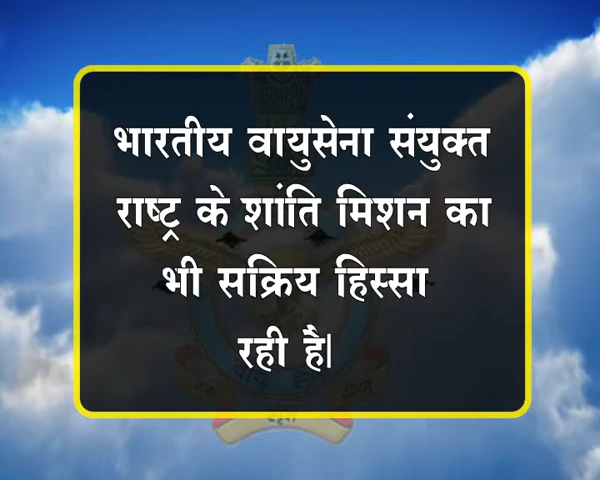 भारतीय वायुसेना संयुक्त
राष्ट्र के शांति मिशन का
भी सक्रिय हिस्सा
रही है|